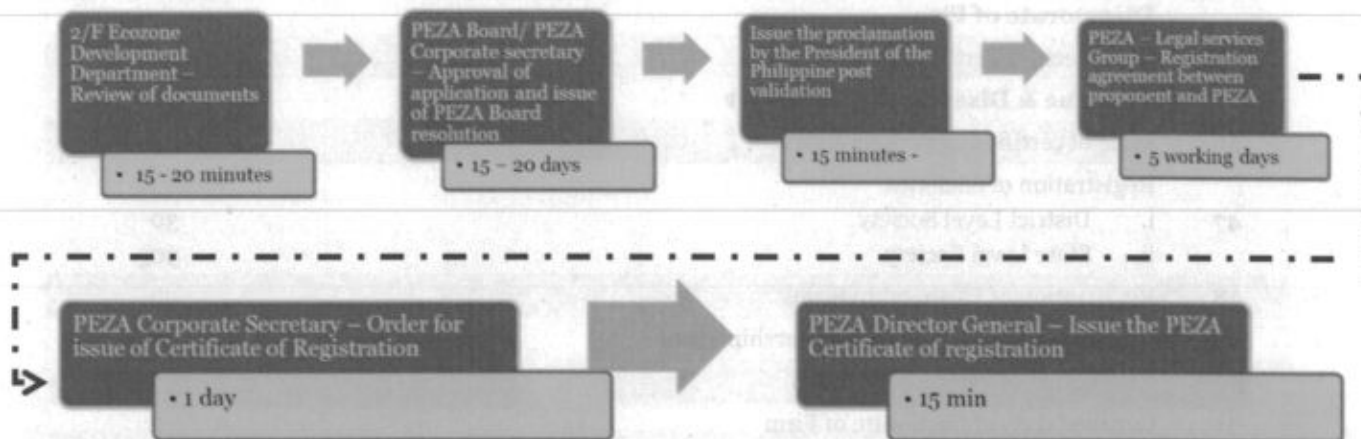 2/F Ecozone
Development
Department –
Review of documents
• 15 - 20 minutes
PEZA Board/ PEZA
Corporate secretary
– Approval of
application and issue
of PEZA Board
resolution
• 15 – 20 days
Issue the proclamation
by the President of the
Philippine post
validation
• 15 minutes -
PEZA – Legal services
Group – Registration
agreement between
proponent and PEZA
• 5 working days
PEZA Corporate Secretary – Order for
issue of Certificate of Registration
• 1 day
PEZA Director General – Issue the PEZA
Certificate of registration
• 15 min